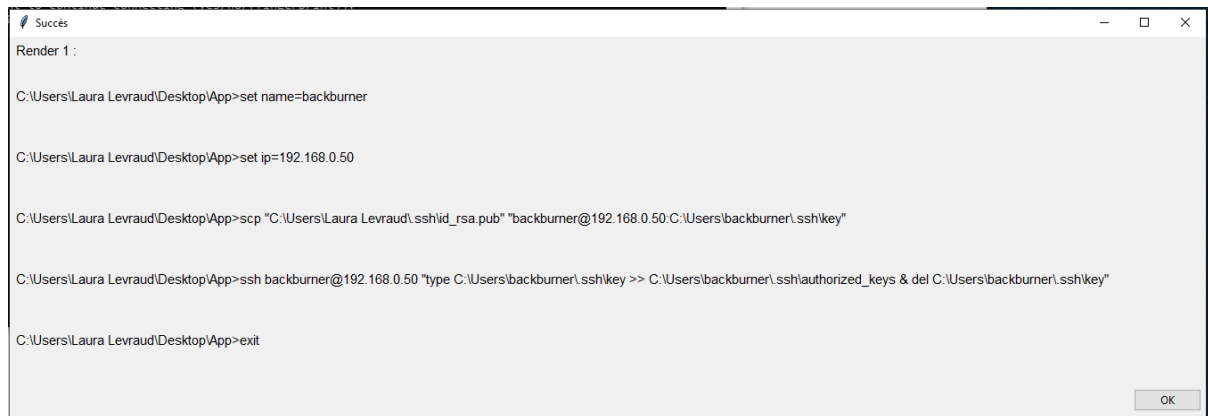 Succès
Render 1 :
C:\Users\Laura Levraud\Desktop\App>set name=backburner
C:\Users\Laura Levraud\Desktop\App>set ip=192.168.0.50
C:\Users\Laura Levraud\Desktop\App>scp "C:\Users\Laura Levraud\.ssh\id_rsa.pub" "backburner@192.168.0.50:C:\Users\backburner\.ssh\key"
C:\Users\Laura Levraud\Desktop\App>ssh backburner@192.168.0.50 "type C:\Users\backburner\.ssh\key >> C:\Users\backburner\.ssh\authorized_keys & del C:\Users\backburner\.ssh\key"
C:\Users\Laura Levraud\Desktop\App>exit
OK